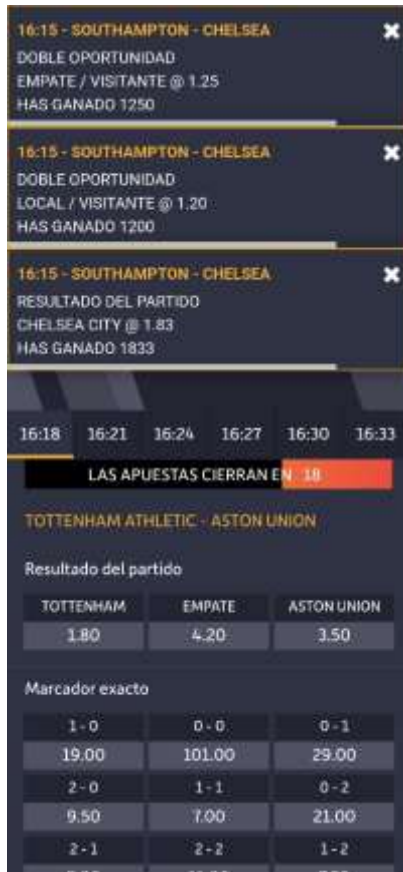 16:15 - SOUTHAMPTON - CHELSEA
DOBLE OPORTUNIDAD
EMPATE / VISITANTE @ 1.25
HAS GANADO 1250
16:15 - SOUTHAMPTON - CHELSEA
DOBLE OPORTUNIDAD
LOCAL / VISITANTE @ 1.20
HAS GANADO 1200
16:15 - SOUTHAMPTON - CHELSEA
RESULTADO DEL PARTIDO
CHELSEA CITY @ 1.83
HAS GANADO 1833
16:18 16:21 16:24 16:27 16:30 16:33
LAS APUESTAS CIERRAN EN 18
TOTTENHAM ATHLETIC - ASTON UNION
Resultado del partido
TOTTENHAM EMPATE ASTON UNION
1.80 4.20 3.50
Marcador exacto
1 - 0 0 - 0 0 - 1
19.00 101.00 29.00
2 - 0 1 - 1 0 - 2
9.50 7.00 21.00
2 - 1 2 - 2 1 - 2